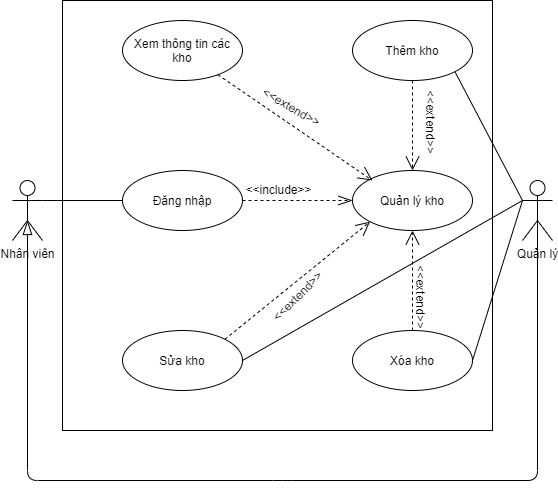 Xem thông tin các
kho
Thêm kho
<<extend>>
<<extend>>
Đăng nhập
<<include>>
Quản lý kho
Nhân viên
Quản lý
<<extend>>
<<extend>>
Sửa kho
Xóa kho